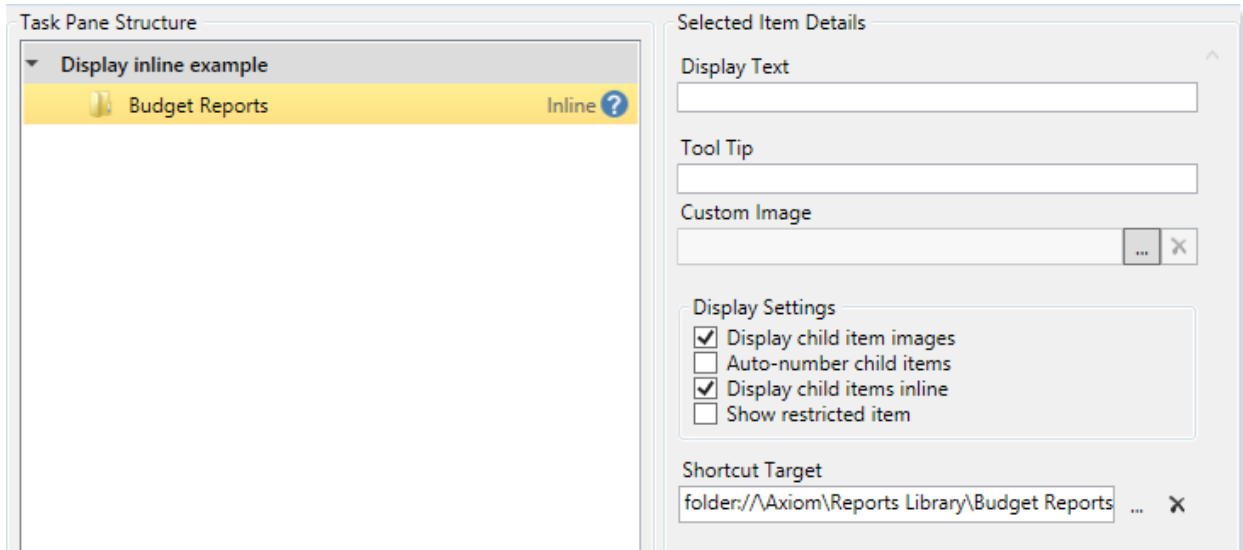 Task Pane Structure
Display inline example
Budget Reports Inline ?
Selected Item Details
Display Text
Tool Tip
Custom Image
...
Display Settings
Display child item images
Auto-number child items
Display child items inline
Show restricted item
Shortcut Target
folder://\Axiom\Reports Library\Budget Reports ...